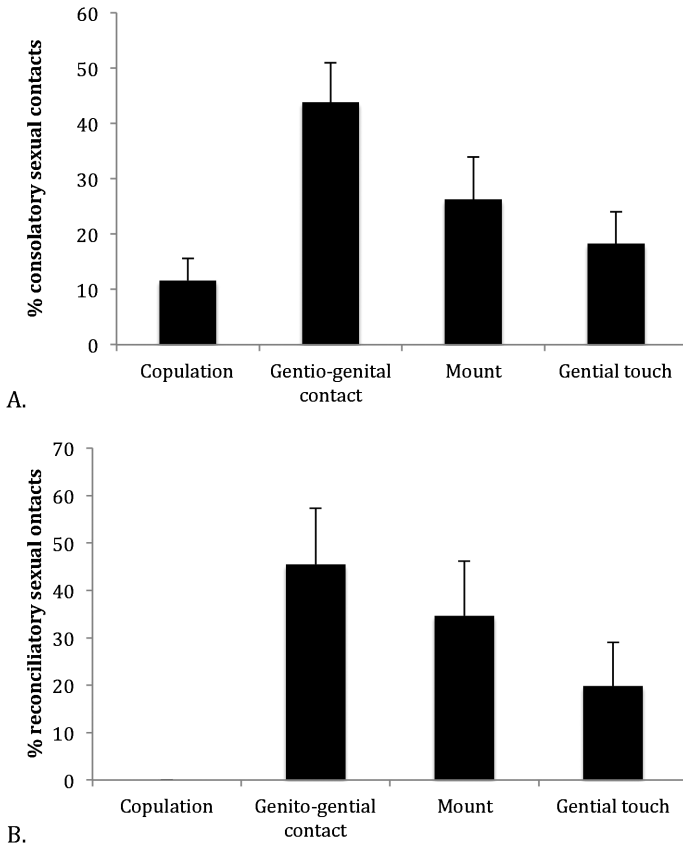 60
50
40
30
20
10
0
% consolatory sexual contacts
Copulation
Gentio-genital
contact
Mount
Gential touch
A.
70
60
50
40
30
20
10
0
% reconciliatory sexual ontacts
Copulation
Genito-gential
contact
Mount
Gential touch
B.